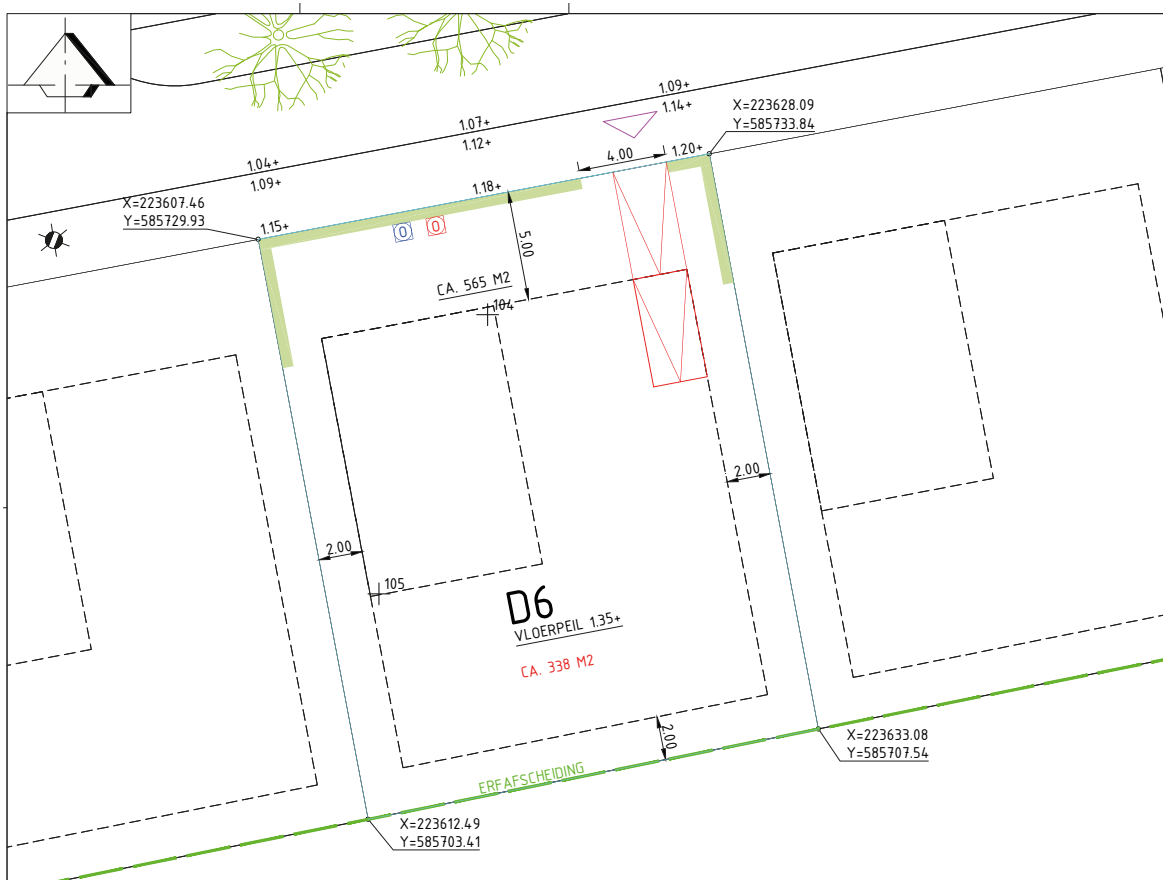 1.09+
1.14+
X=223628.09
Y=585733.84
1.07+
1.12+
4.00
1.20+
1.04+
1.09+
1.18+
X=223607.46
Y=585729.93
1.15+
0
0
5.00
CA. 565 M2
104
2.00
2.00
105
D6
VLOERPEIL 1.35+
CA. 338 M2
2.00
X=223633.08
Y=585707.54
ERFAFSCHEIDING
X=223612.49
Y=585703.41